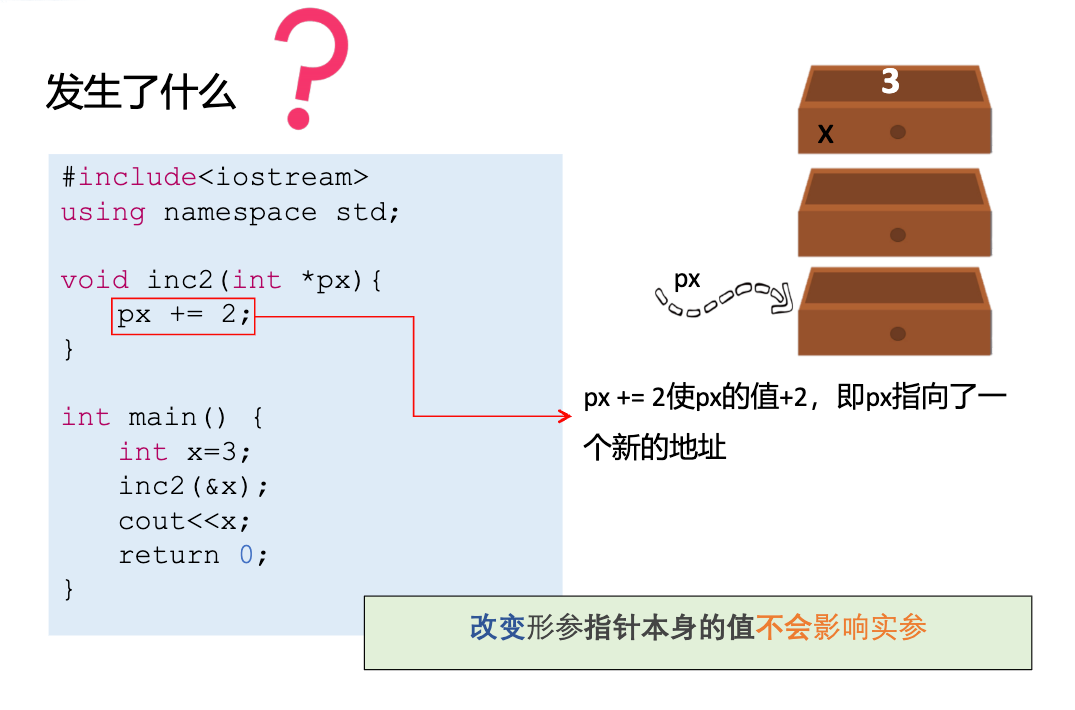 发生了什么
?
#include<iostream>
using namespace std;
void inc2(int *px){
px += 2;
}
int main() {
int x=3;
inc2(&x);
cout<<x;
return 0;
}
3
X
px
px += 2使px的值+2，即px指向了一
个新的地址
改变形参指针本身的值不会影响实参